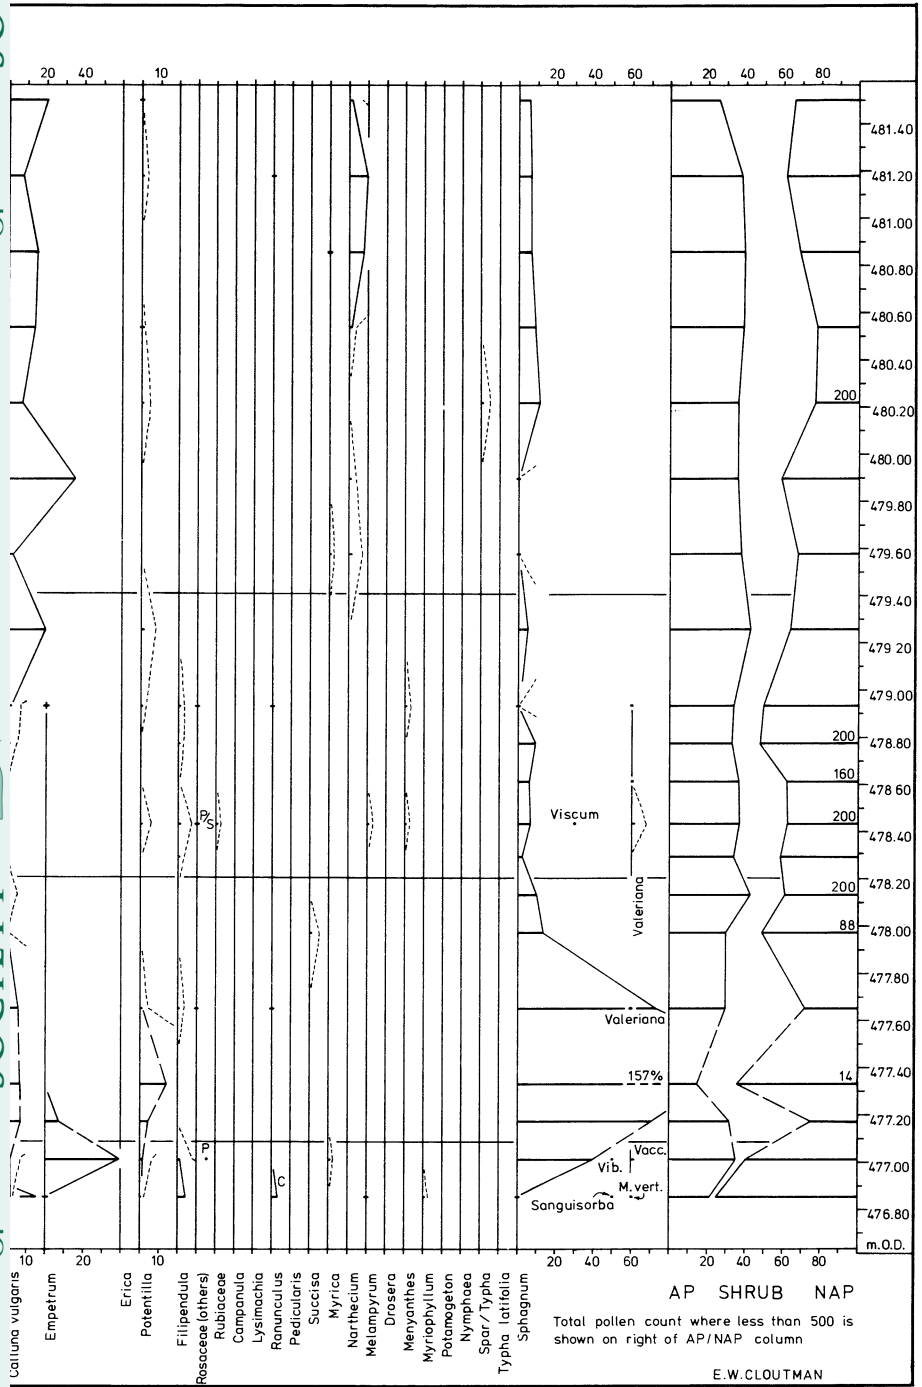 20 40 10 20 40 60 20 40 60 80
481.40
481.20
481.00
480.80
480.60
480.40
200
480.20
480.00
479.80
479.60
479.40
479.20
479.00
200
478.80
160
478.60
P/S
Viscum
200
478.40
200
478.20
Valeriana
88
478.00
477.80
Valeriana
477.60
157%
14
477.40
477.20
P
Vacc.
Vib.
477.00
C
M.vert.
Sanguisorba
476.80
m.O.D.
10 20 10 20 40 60 20 40 60 80
Calluna vulgaris
Empetrum
Erica
Potentilla
Filipendula
Rosaceae (others)
Rubiaceae
Campanula
Lysimachia
Ranunculus
Pedicularis
Succisa
Myrica
Narthecium
Melampyrum
Drosera
Menyanthes
Myriophyllum
Potamogeton
Nymphaea
Spar/Typha
Typha latifolia
Sphagnum
AP SHRUB NAP
Total pollen count where less than 500 is
shown on right of AP/NAP column
E.W.CLOUTMAN